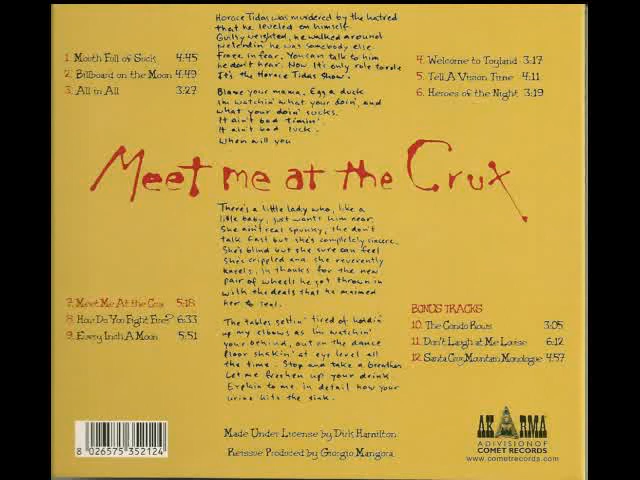 Horace Tidas was murdered by the hatred
that he leveled on himself
Guilty weighted, he walked around
pretendin' he was somebody else
Froze in fear. You can talk to him
he don't hear. Now it's only role to role
It's the Horace Tidas Show.
Blame your mama. Egg a duck
im watchin' what your doin', and
what your doin' sucks.
It ain't bad timin'
It ain't bad luck.
When will you
1. Mouth Full of Suck 4:45
2. Billboard on the Moon 4:49
3. All in All 3:27
4. Welcome to Toyland 3:17
5. Tell A Vision Time 4:11
6. Heroes of the Night 3:19
Meet me at the Crux
There's a little lady who, like a
little baby, just wants him near.
She ain't real spunky, she don't
talk fast but she's completely sincere.
She's blind but she sure can feel
she's crippled and she reverently
kneels, in thanks for the new
pair of wheels he got thrown in
with the deals that he maimed
her to seal.
The tables gettin' tired of holdin'
up my elbows as Im watchin'
your behind, out on the dance
floor shakin' at eye level all
the time. Stop and take a breather
Let me freshen up your drink
Explain to me in detail how your
urine hits the sink.
7. Meet Me At the Crux 5:18
8. How Do You Fight Fire? 6:33
9. Every Inch A Moon 5:51
BONUS TRACKS
10. The Condo Rows 3:05
11. Don't Laugh at Me Louise 6:12
12. Santa Cruz Mountain Monologue 4:57
8 026575 352124
Made Under License by Dirk Hamilton
Reissue Produced by Giorgio Mangora
AKARMA
A DIVISION OF
COMET RECORDS
www.cometrecords.com